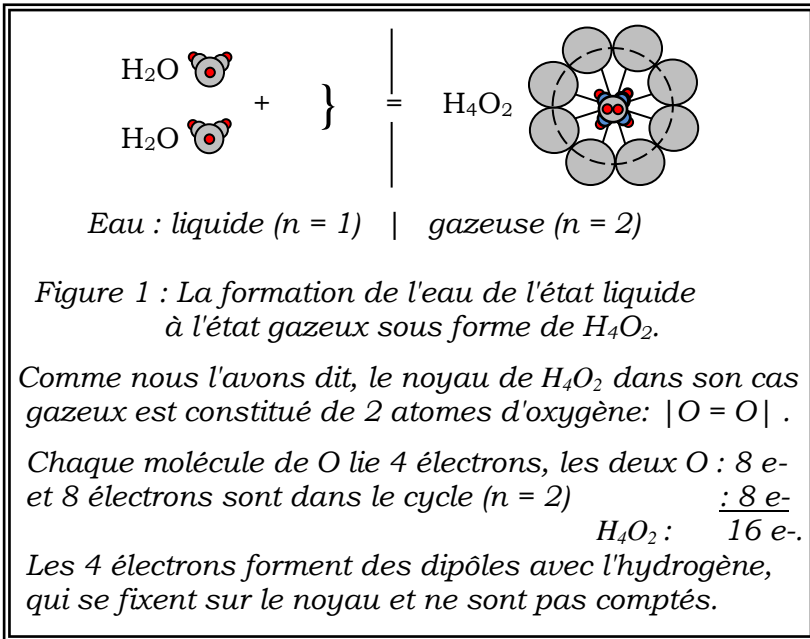 H₂O
+ } = H₄O₂
H₂O
Eau : liquide (n = 1) | gazeuse (n = 2)
Figure 1 : La formation de l'eau de l'état liquide
à l'état gazeux sous forme de H₄O₂.
Comme nous l'avons dit, le noyau de H₄O₂ dans son cas
gazeux est constitué de 2 atomes d'oxygène: |O = O| .
Chaque molécule de O lie 4 électrons, les deux O : 8 e-
et 8 électrons sont dans le cycle (n = 2) : 8 e-
H₄O₂ : 16 e-.
Les 4 électrons forment des dipôles avec l'hydrogène,
qui se fixent sur le noyau et ne sont pas comptés.